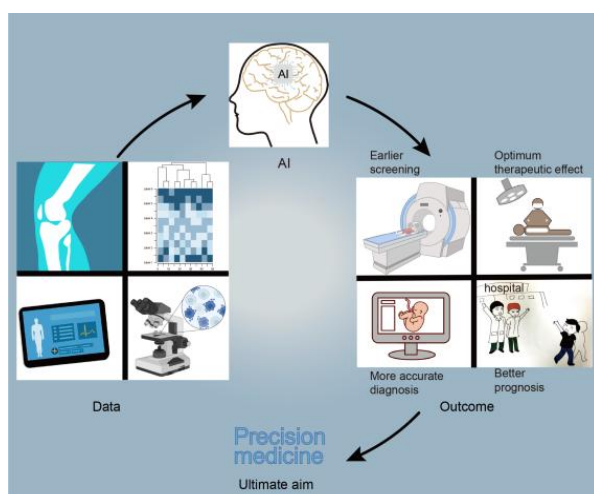 AI
AI
Earlier
screening
Optimum
therapeutic effect
hospital
More accurate
diagnosis
Better
prognosis
Data
Outcome
Precision
medicine
Ultimate aim